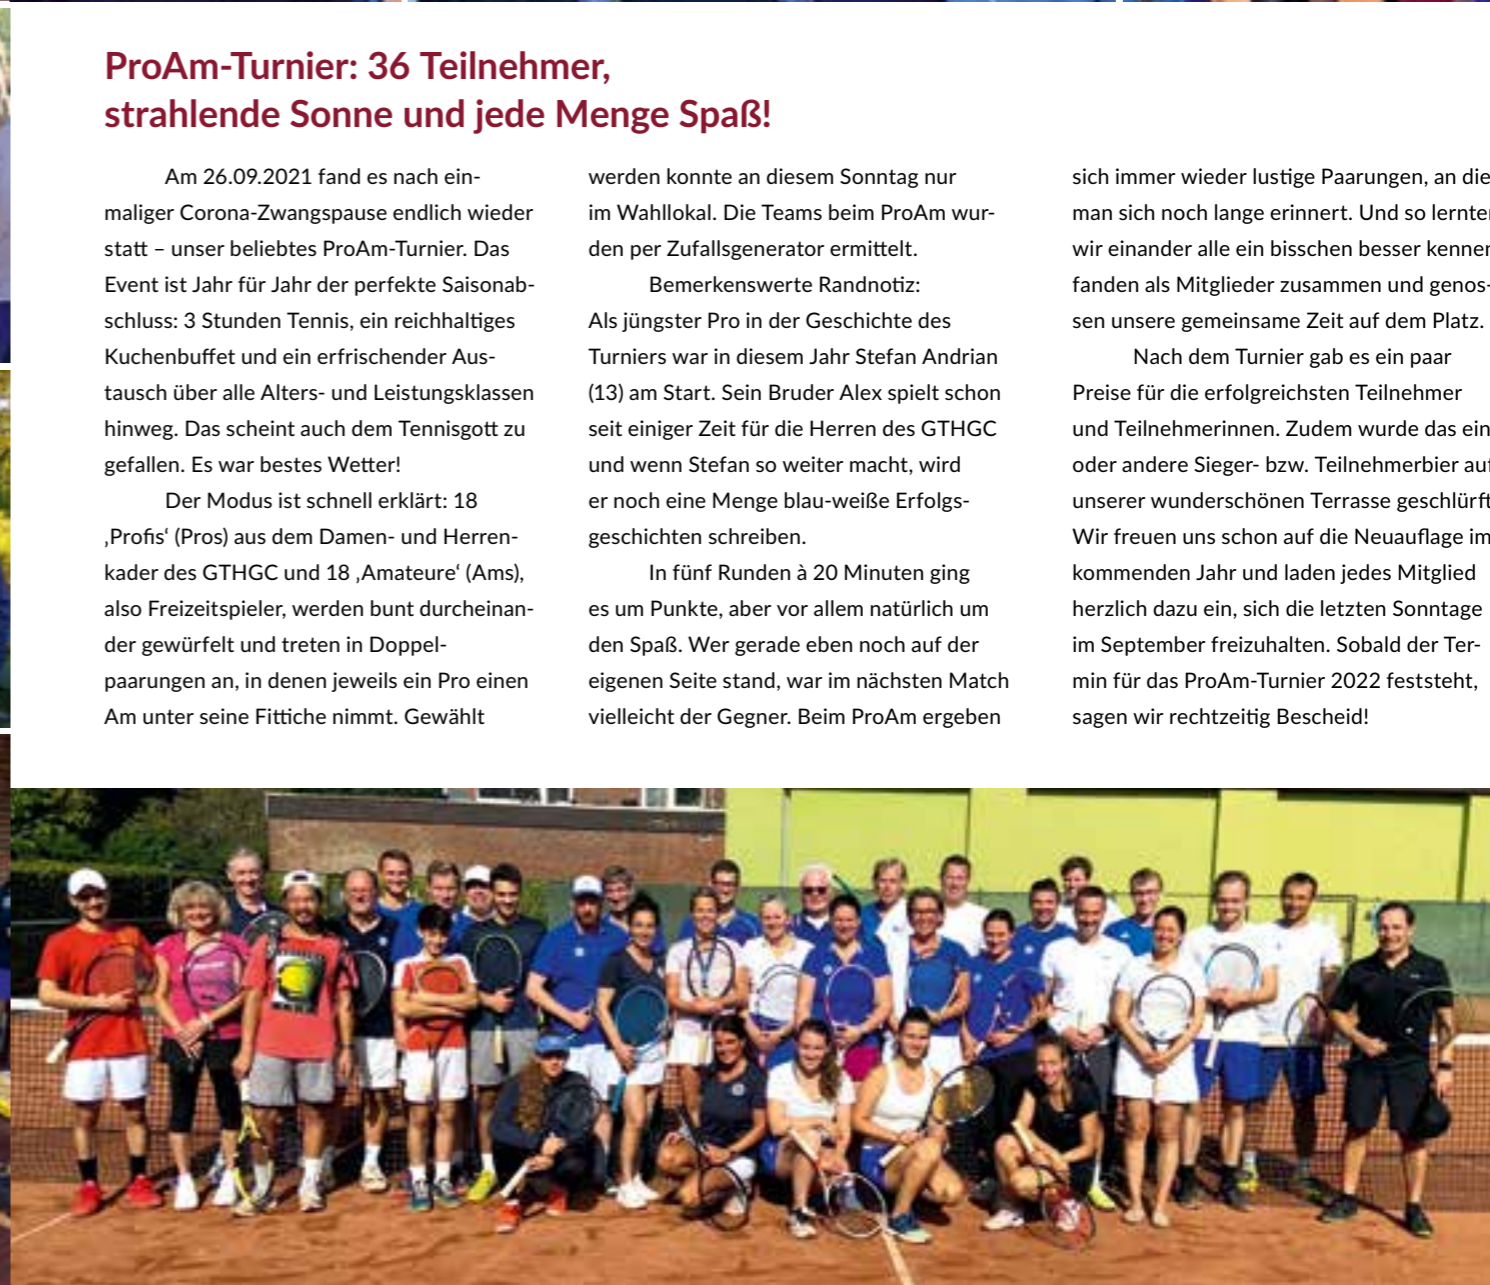 ProAm-Turnier: 36 Teilnehmer,
strahlende Sonne und jede Menge Spaß!
Am 26.09.2021 fand es nach ein-
maliger Corona-Zwangspause endlich wieder
statt – unser beliebtes ProAm-Turnier. Das
Event ist Jahr für Jahr der perfekte Saisonab-
schluss: 3 Stunden Tennis, ein reichhaltiges
Kuchenbuffet und ein erfrischender Aus-
tausch über alle Alters- und Leistungsklassen
hinweg. Das scheint auch dem Tennisgott zu
gefallen. Es war bestes Wetter!
Der Modus ist schnell erklärt: 18
‚Profis‘ (Pros) aus dem Damen- und Herren-
kader des GTHGC und 18 ‚Amateure‘ (Ams),
also Freizeitspieler, werden bunt durcheinan-
der gewürfelt und treten in Doppel-
paarungen an, in denen jeweils ein Pro einen
Am unter seine Fittiche nimmt. Gewählt
werden konnte an diesem Sonntag nur
im Wahllokal. Die Teams beim ProAm wur-
den per Zufallsgenerator ermittelt.
Bemerkenswerte Randnotiz:
Als jüngster Pro in der Geschichte des
Turniers war in diesem Jahr Stefan Andrian
(13) am Start. Sein Bruder Alex spielt schon
seit einiger Zeit für die Herren des GTHGC
und wenn Stefan so weiter macht, wird
er noch eine Menge blau-weiße Erfolgs-
geschichten schreiben.
In fünf Runden à 20 Minuten ging
es um Punkte, aber vor allem natürlich um
den Spaß. Wer gerade eben noch auf der
eigenen Seite stand, war im nächsten Match
vielleicht der Gegner. Beim ProAm ergeben
sich immer wieder lustige Paarungen, an die
man sich noch lange erinnert. Und so lernten
wir einander alle ein bisschen besser kennen
fanden als Mitglieder zusammen und genos-
sen unsere gemeinsame Zeit auf dem Platz.
Nach dem Turnier gab es ein paar
Preise für die erfolgreichsten Teilnehmer
und Teilnehmerinnen. Zudem wurde das ein
oder andere Sieger- bzw. Teilnehmerbier auf
unserer wunderschönen Terrasse geschlürft
Wir freuen uns schon auf die Neuauflage im
kommenden Jahr und laden jedes Mitglied
herzlich dazu ein, sich die letzten Sonntage
im September freizuhalten. Sobald der Ter-
min für das ProAm-Turnier 2022 feststeht,
sagen wir rechtzeitig Bescheid!